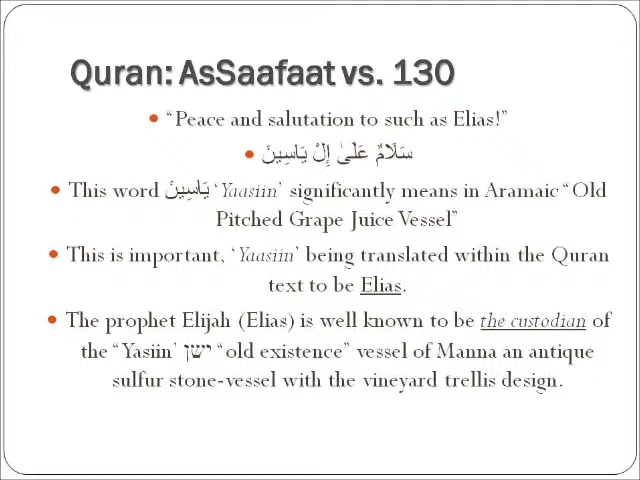 Quran: AsSaafaat vs. 130
“Peace and salutation to such as Elias!”
سَلَامٌ عَلَىٰ إِلْ يَاسِينَ
This word يَاسِينَ ‘Yaasiin’ significantly means in Aramaic “Old
Pitched Grape Juice Vessel”
This is important, ‘Yaasiin’ being translated within the Quran
text to be Elias.
The prophet Elijah (Elias) is well known to be the custodian of
the “Yasiin’ ישן “old existence” vessel of Manna an antique
sulfur stone-vessel with the vineyard trellis design.